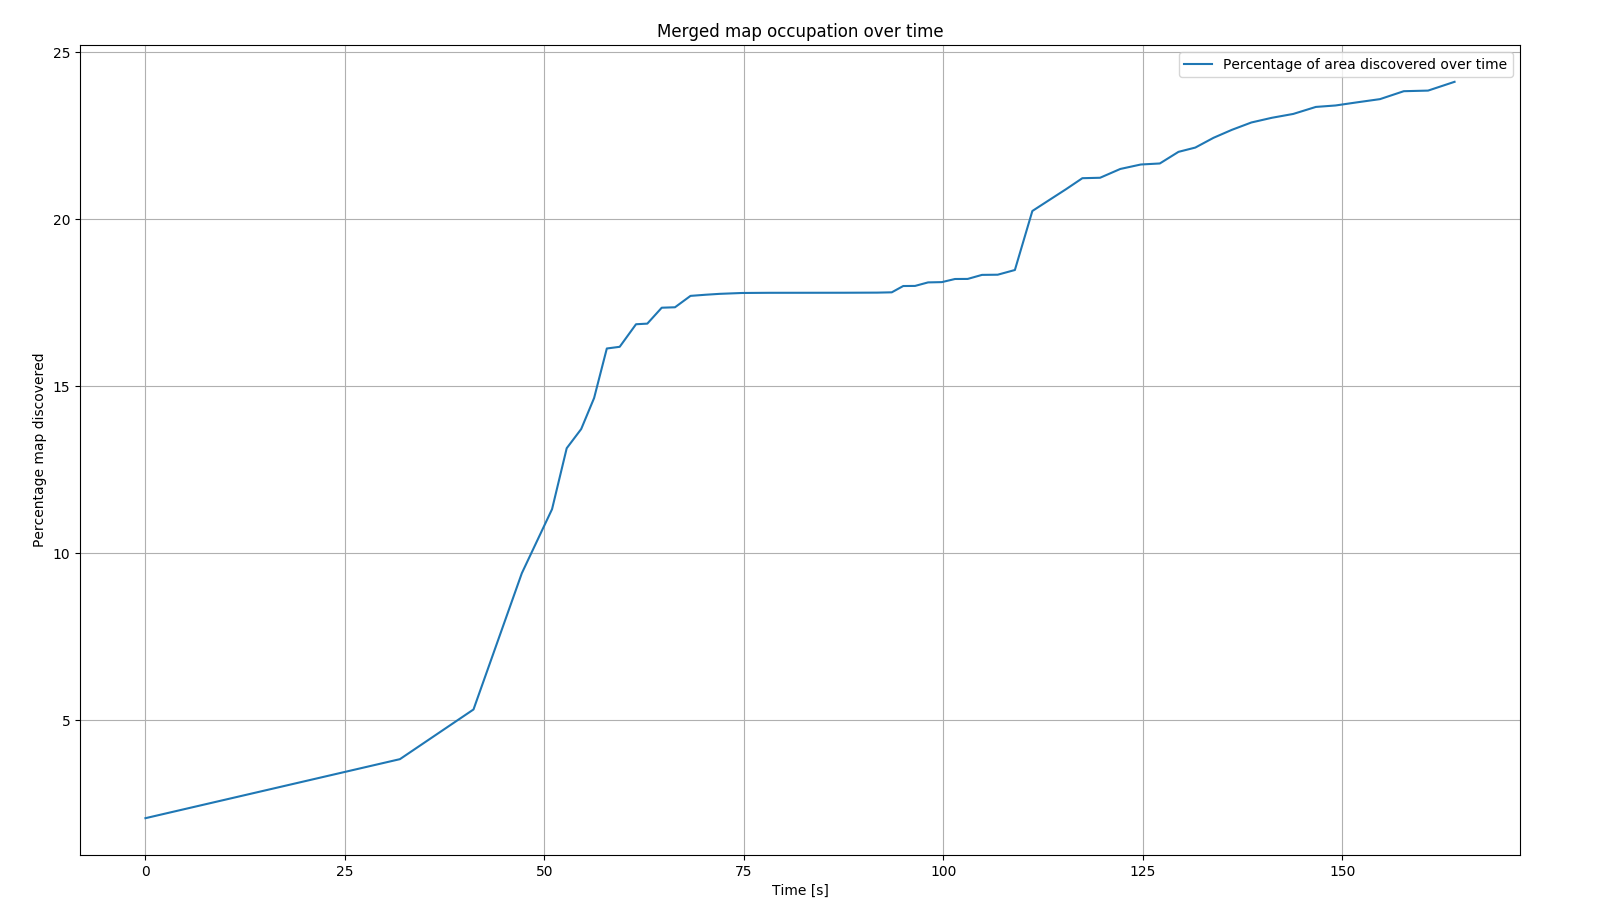 Merged map occupation over time
Percentage of area discovered over time
Percentage map discovered
25
20
15
10
5
0 25 50 75 100 125 150
Time [s]